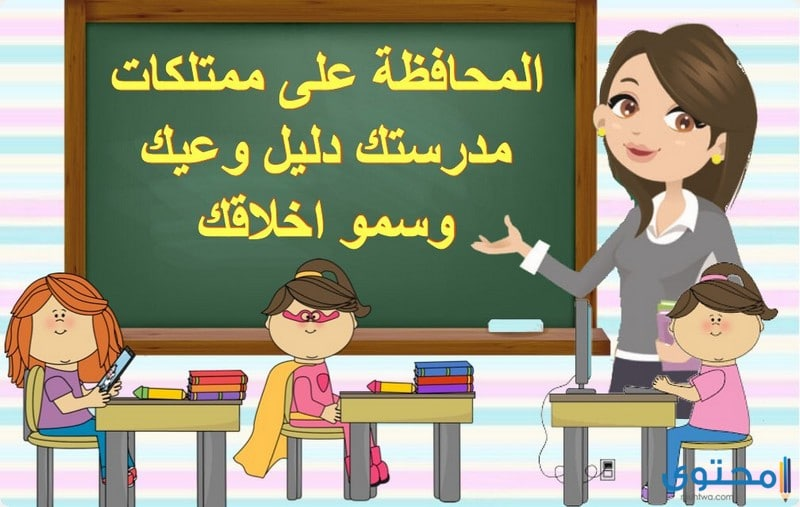 المحافظة على ممتلكات
مدرستك دليل وعيك
وسمو اخلاقك
محتوى